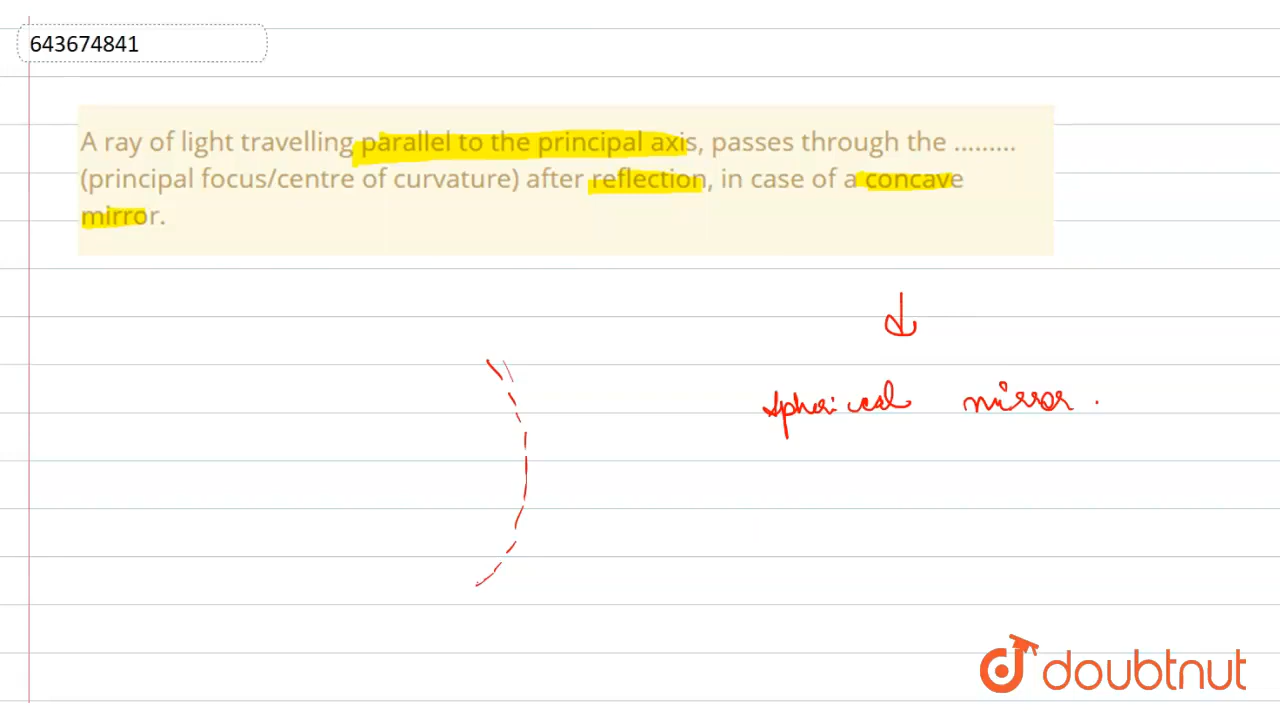 643674841
A ray of light travelling parallel to the principal axis, passes through the .........
(principal focus/centre of curvature) after reflection, in case of a concave
mirror.
spherical mirror.
doubtnut